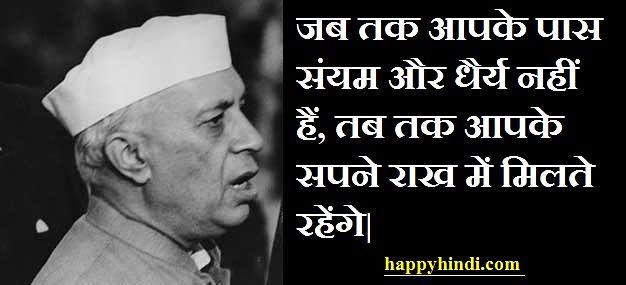 जब तक आपके पास
संयम और धैर्य नहीं
हैं, तब तक आपके
सपने राख में मिलते
रहेंगे|
happyhindi.com